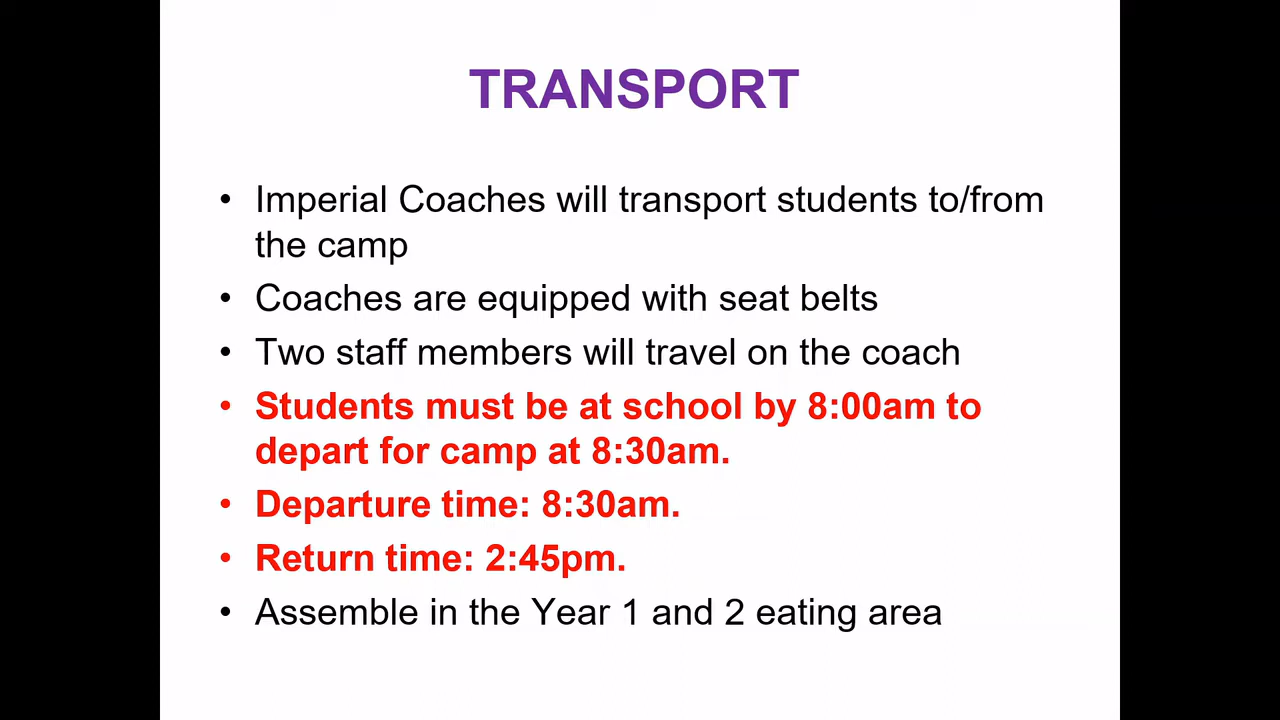 TRANSPORT
• Imperial Coaches will transport students to/from
the camp
• Coaches are equipped with seat belts
• Two staff members will travel on the coach
• Students must be at school by 8:00am to
depart for camp at 8:30am.
• Departure time: 8:30am.
• Return time: 2:45pm.
• Assemble in the Year 1 and 2 eating area